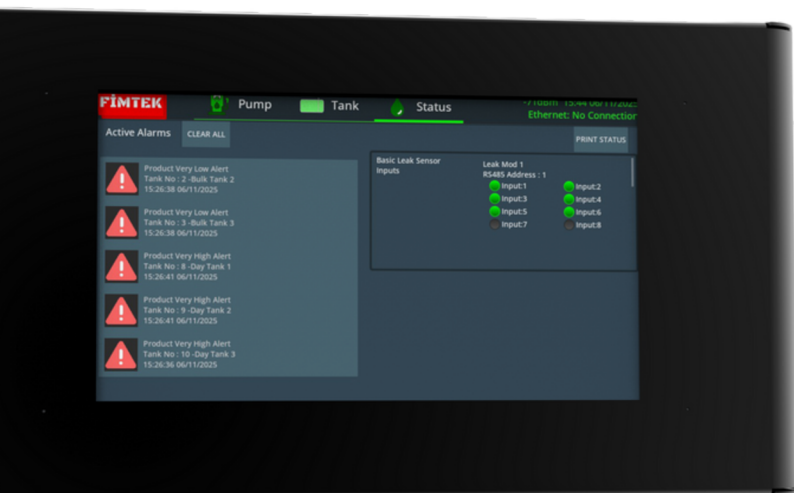 FİMTEK
Pump
Tank
Status
15:44 06/11/202
Ethernet: No Connection
Active Alarms
CLEAR ALL
PRINT STATUS
Product Very Low Alert
Tank No : 2 -Bulk Tank 2
15:26:38 06/11/2025
Product Very Low Alert
Tank No : 3 -Bulk Tank 3
15:26:38 06/11/2025
Product Very High Alert
Tank No : 8 -Day Tank 1
15:26:41 06/11/2025
Product Very High Alert
Tank No : 9 -Day Tank 2
15:26:41 06/11/2025
Product Very High Alert
Tank No : 10 -Day Tank 3
15:26:36 06/11/2025
Basic Leak Sensor
Inputs
Leak Mod 1
RS485 Address : 1
Input:1
Input:2
Input:3
Input:4
Input:5
Input:6
Input:7
Input:8